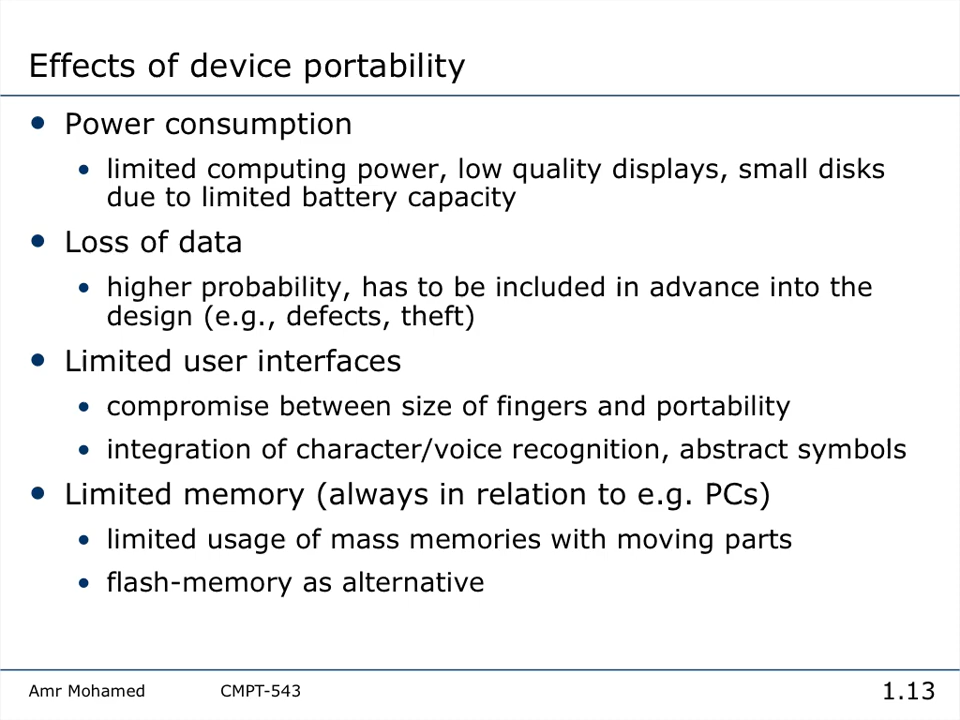 Effects of device portability
• Power consumption
• limited computing power, low quality displays, small disks
due to limited battery capacity
• Loss of data
• higher probability, has to be included in advance into the
design (e.g., defects, theft)
• Limited user interfaces
• compromise between size of fingers and portability
• integration of character/voice recognition, abstract symbols
• Limited memory (always in relation to e.g. PCs)
• limited usage of mass memories with moving parts
• flash-memory as alternative
Amr Mohamed CMPT-543 1.13